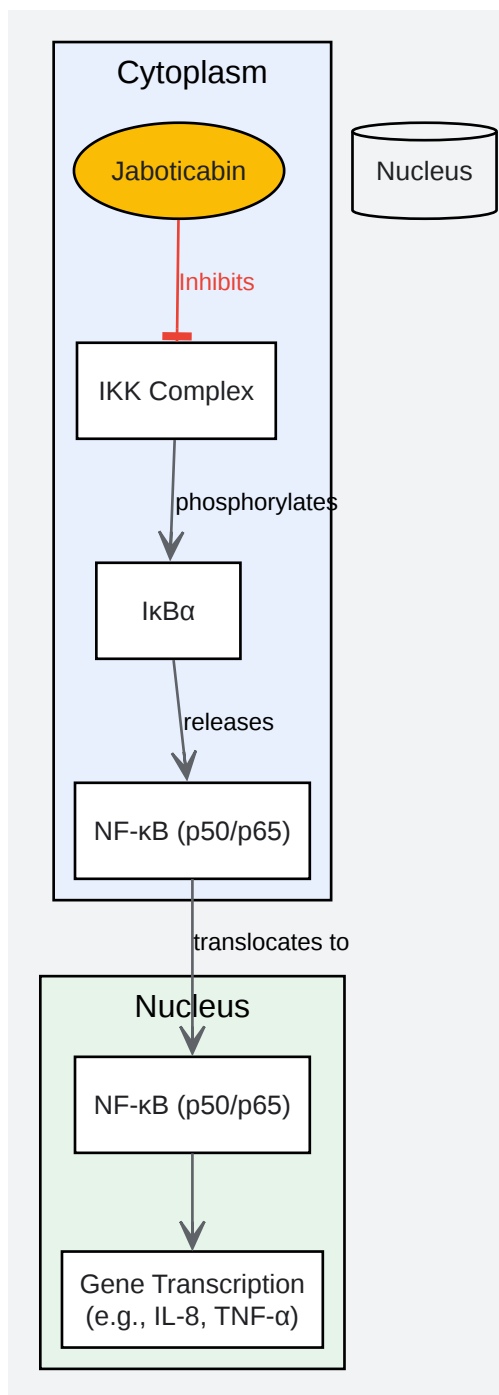 Cytoplasm
Jaboticabin
Nucleus
Inhibits
IKK Complex
phosphorylates
IκBα
releases
NF-κB (p50/p65)
translocates to
Nucleus
NF-κB (p50/p65)
Gene Transcription
(e.g., IL-8, TNF-α)